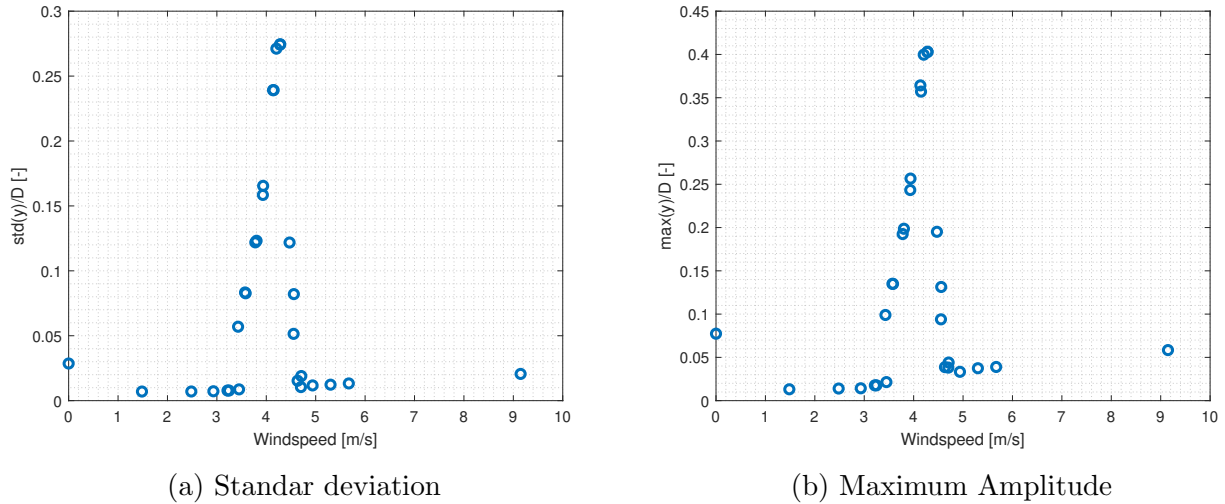 0.3
0.25
0.2
0.15
0.1
0.05
0
std(y)/D [-]
0 1 2 3 4 5 6 7 8 9 10
Windspeed [m/s]
(a) Standar deviation
0.45
0.4
0.35
0.3
0.25
0.2
0.15
0.1
0.05
0
max(y)/D [-]
0 1 2 3 4 5 6 7 8 9 10
Windspeed [m/s]
(b) Maximum Amplitude